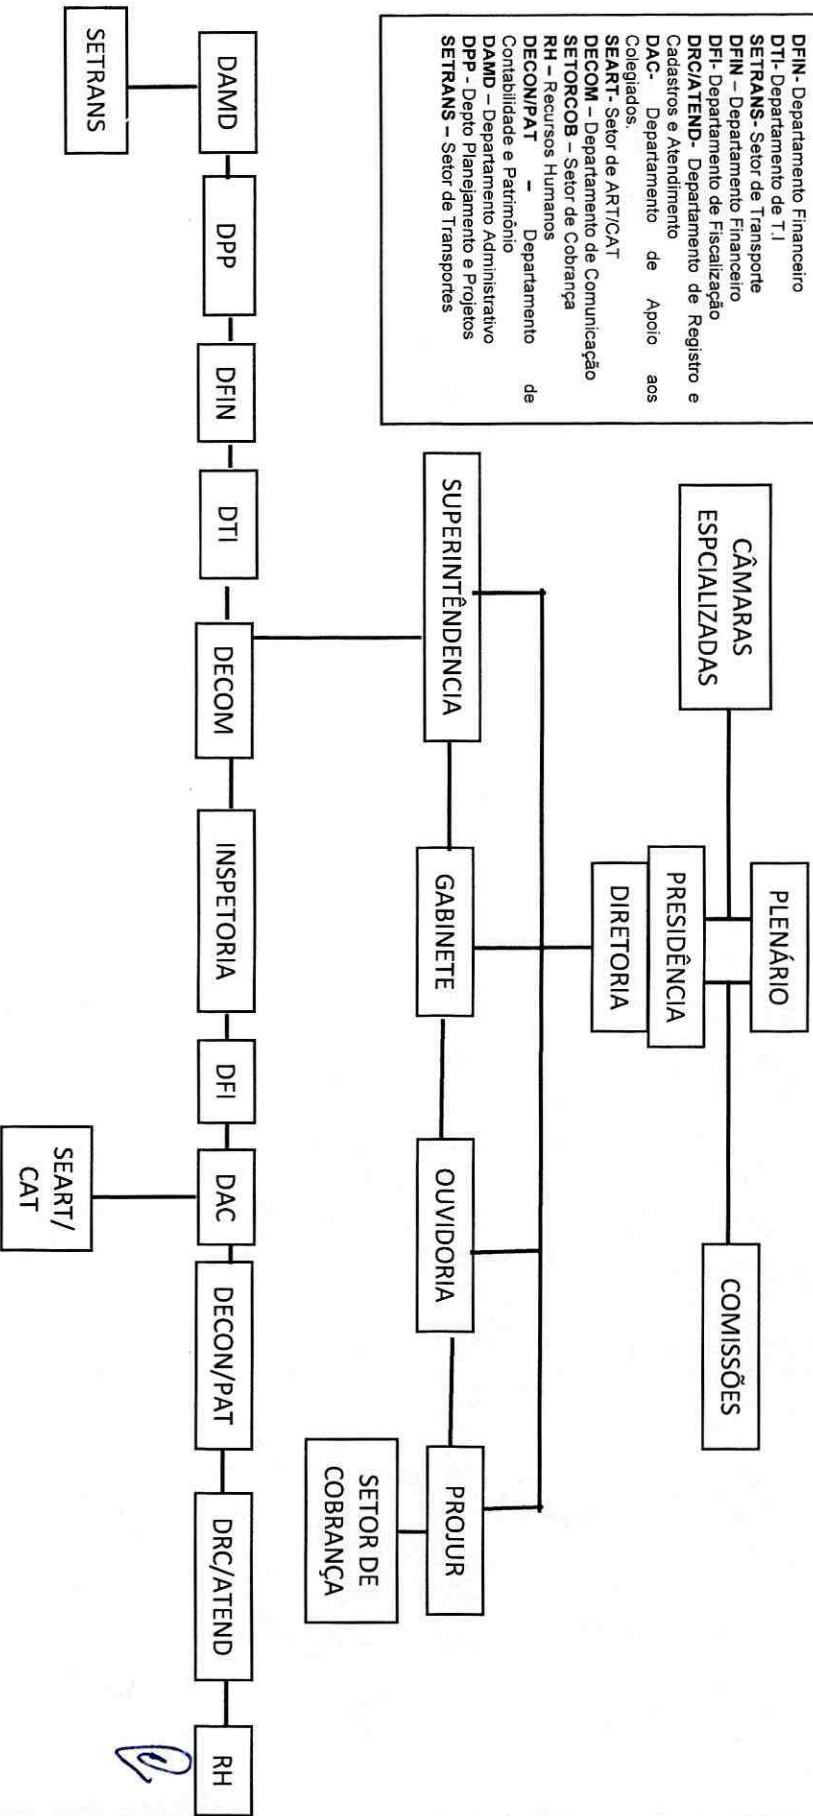 DFIN- Departamento Financeiro
DTI- Departamento de T.I
SETRANS- Setor de Transporte
DFIN – Departamento Financeiro
DFI- Departamento de Fiscalização
DRC/ATEND- Departamento de Registro e
Cadastros e Atendimento
DAC- Departamento de Apoio aos
Colegiados.
SEART- Setor de ART/CAT
DECOM – Departamento de Comunicação
SETORCOB – Setor de Cobrança
RH – Recursos Humanos
DECON/PAT – Departamento de
Contabilidade e Patrimônio
DAMD – Departamento Administrativo
DPP - Depto Planejamento e Projetos
SETRANS – Setor de Transportes
PLENÁRIO
CÂMARAS
ESPCIALIZADAS
PRESIDÊNCIA
COMISSÕES
DIRETORIA
SUPERINTÊNDENCIA
GABINETE
OUVIDORIA
PROJUR
SETOR DE
COBRANÇA
DAMD
DPP
DFIN
DTI
DECOM
INSPETORIA
DFI
DAC
DECON/PAT
DRC/ATEND
RH
SETRANS
SEART/
CAT